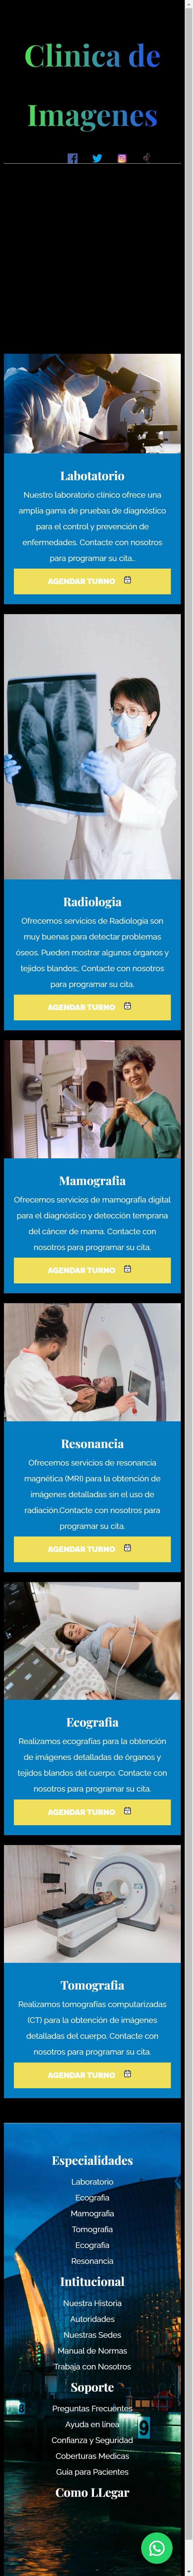 Clinica de
Imagenes
Labotatorio
Nuestro laboratorio clínico ofrece una
amplia gama de pruebas de diagnóstico
para el control y prevención de
enfermedades. Contacte con nosotros
para programar su cita..
AGENDAR TURNO
Radiologia
Ofrecemos servicios de Radiología son
muy buenas para detectar problemas
óseos. Pueden mostrar algunos órganos y
tejidos blandos;. Contacte con nosotros
para programar su cita.
AGENDAR TURNO
Mamografia
Ofrecemos servicios de mamografía digital
para el diagnóstico y detección temprana
del cáncer de mama. Contacte con
nosotros para programar su cita.
AGENDAR TURNO
Resonancia
Ofrecemos servicios de resonancia
magnética (MRI) para la obtención de
imágenes detalladas sin el uso de
radiación.Contacte con nosotros para
programar su cita.
AGENDAR TURNO
Ecografia
Realizamos ecografías para la obtención
de imágenes detalladas de órganos y
tejidos blandos del cuerpo. Contacte con
nosotros para programar su cita.
AGENDAR TURNO
Tomografia
Realizamos tomografías computarizadas
(CT) para la obtención de imágenes
detalladas del cuerpo. Contacte con
nosotros para programar su cita.
AGENDAR TURNO
Especialidades
Laboratorio
Ecografia
Mamografia
Tomografia
Ecografia
Resonancia
Intitucional
Nuestra Historia
Autoridades
Nuestras Sedes
Manual de Normas
Trabaja con Nosotros
Soporte
Preguntas Frecuentes
Ayuda en línea
Confianza y Seguridad
Coberturas Medicas
Guia para Pacientes
Como LLegar